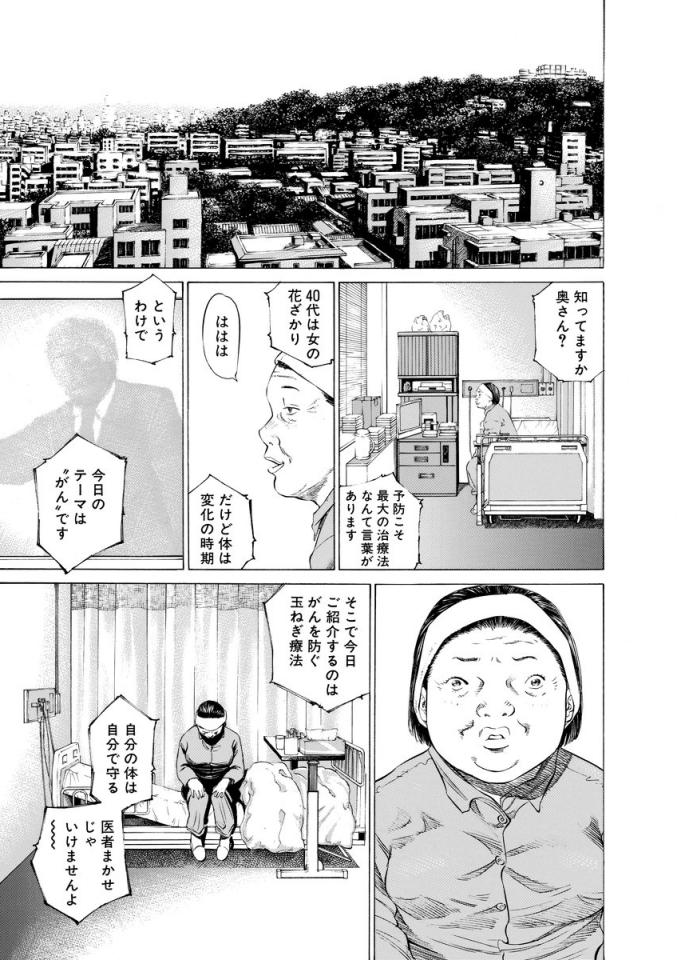 知ってますか
奥さん？
予防こそ
最大の治療法
なんて言葉が
あります
40代は女の
花ざかり
ははは
だけど体は
変化の時期
という
わけで
今日の
テーマは
〝がん〟です
そこで今日
ご紹介するのは
がんを防ぐ
玉ねぎ療法
自分の体は
自分で守る
医者まかせ
じゃ
いけませんよ
〜〜